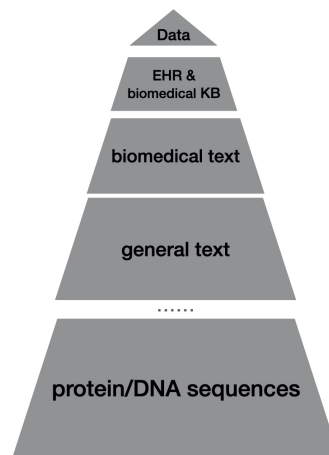 Data
EHR &
biomedical KB
biomedical text
general text
......
protein/DNA sequences